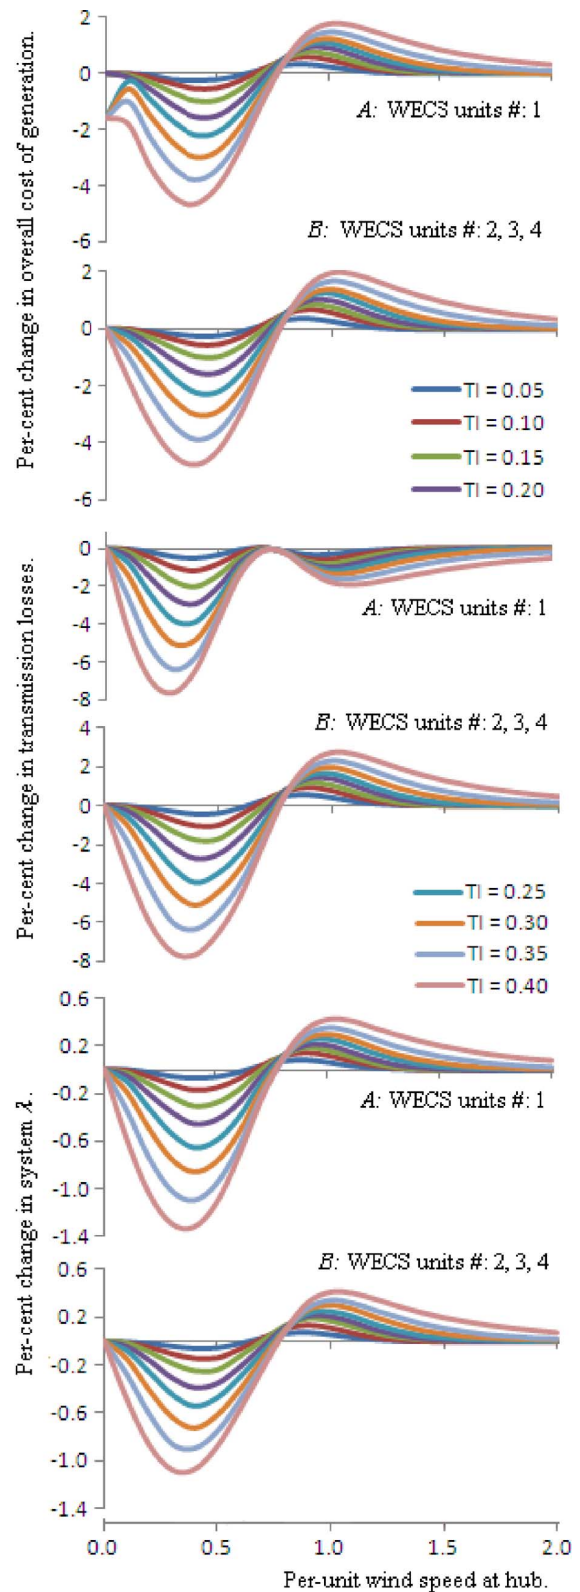 Per-cent change in overall cost of generation.
2
0
-2
-4
-6
A: WECS units #: 1
B: WECS units #: 2, 3, 4
2
0
-2
-4
-6
TI = 0.05
TI = 0.10
TI = 0.15
TI = 0.20
Per-cent change in transmission losses.
0
-2
-4
-6
-8
A: WECS units #: 1
B: WECS units #: 2, 3, 4
4
2
0
-2
-4
-6
-8
TI = 0.25
TI = 0.30
TI = 0.35
TI = 0.40
Per-cent change in system λ.
0.6
0.2
-0.2
-0.6
-1.0
-1.4
A: WECS units #: 1
B: WECS units #: 2, 3, 4
0.6
0.2
-0.2
-0.6
-1.0
-1.4
0.0
0.5
1.0
1.5
2.0
Per-unit wind speed at hub.